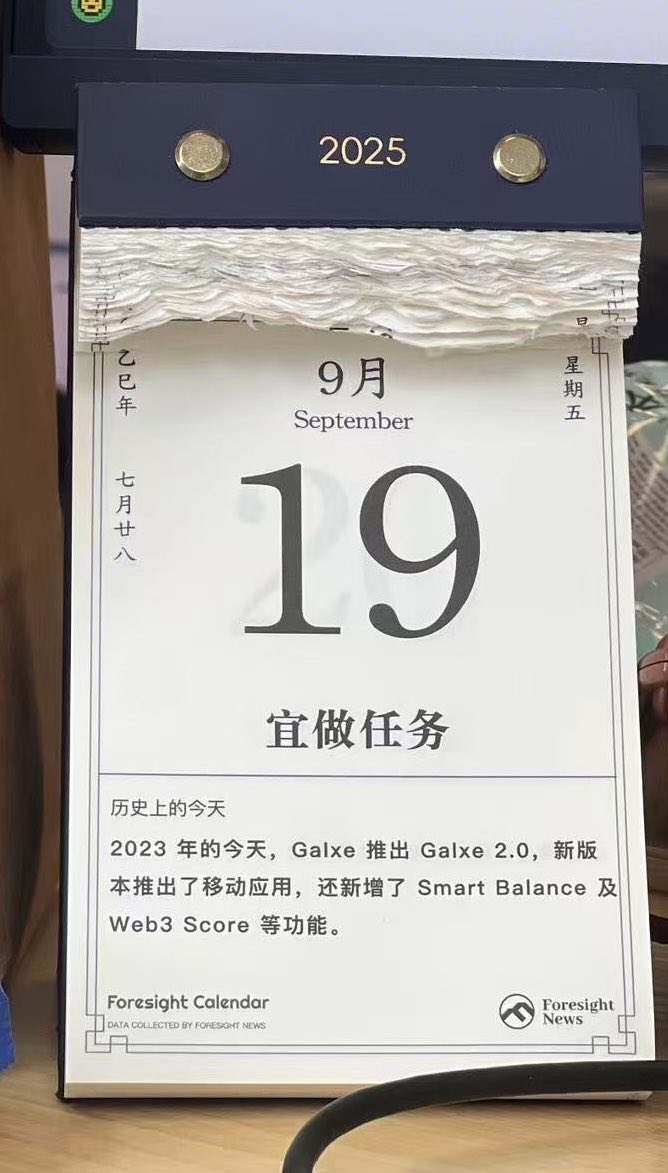 2025
乙巳年
七月廿八
9月
September
星期五
19
宜做任务
历史上的今天
2023 年的今天，Galxe 推出 Galxe 2.0，新版
本推出了移动应用，还新增了 Smart Balance 及
Web3 Score 等功能。
Foresight Calendar
DATA COLLECTED BY FORESIGHT NEWS
Foresight
News